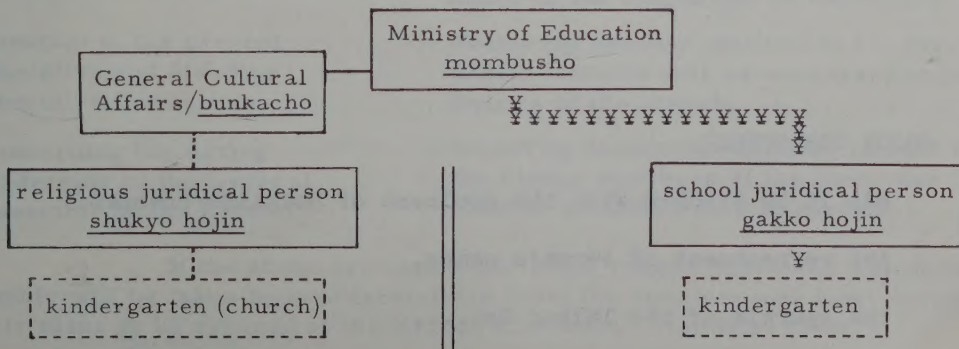 Ministry of Education
mombusho
General Cultural
Affairs/bunkacho
¥
¥ ¥ ¥ ¥ ¥ ¥ ¥ ¥ ¥ ¥ ¥ ¥ ¥ ¥ ¥ ¥ ¥
¥
¥
religious juridical person
shukyo hojin
school juridical person
gakko hojin
¥
kindergarten (church)
kindergarten